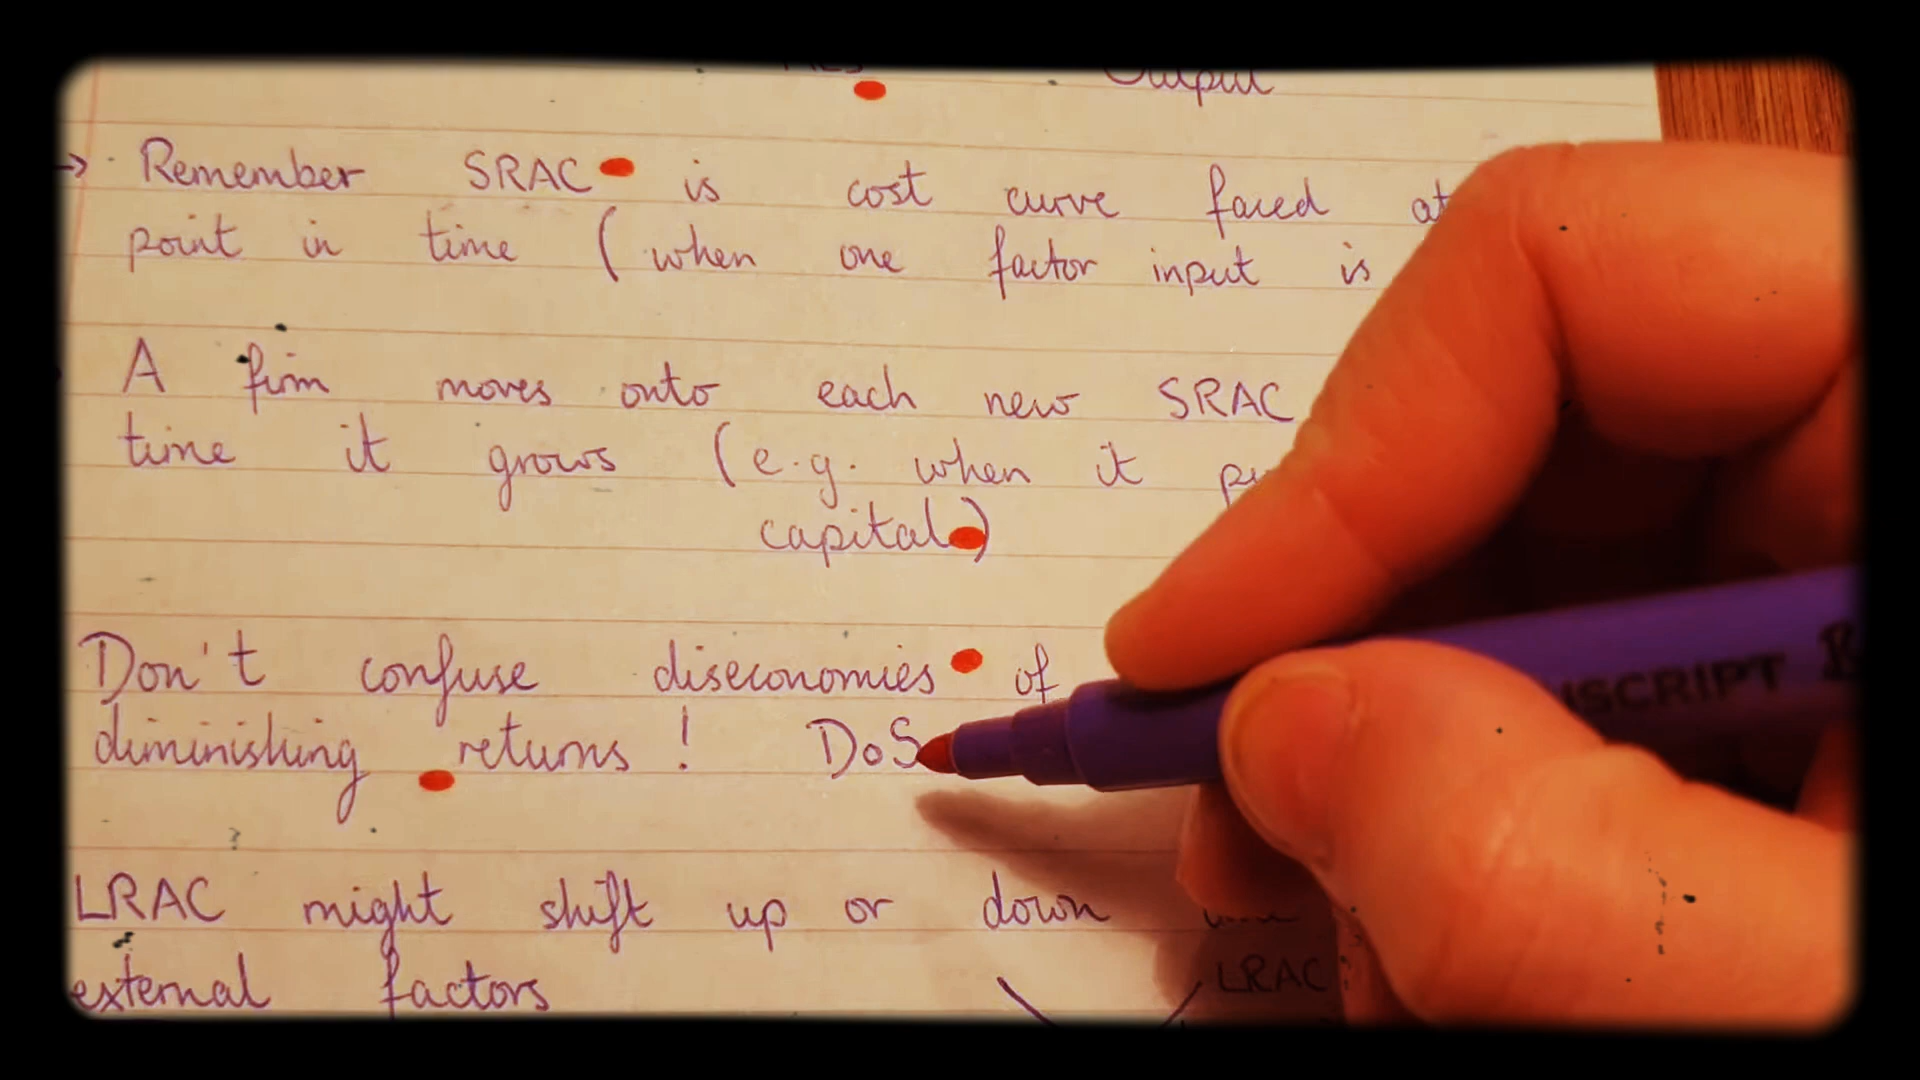 Output
→ Remember SRAC is cost curve faced at
point in time (when one factor input is
A firm moves onto each new SRAC
time it grows (e.g. when it
capital)
Don't confuse diseconomies of
diminishing returns! DoS
LRAC might shift up or down
external factors
LRAC